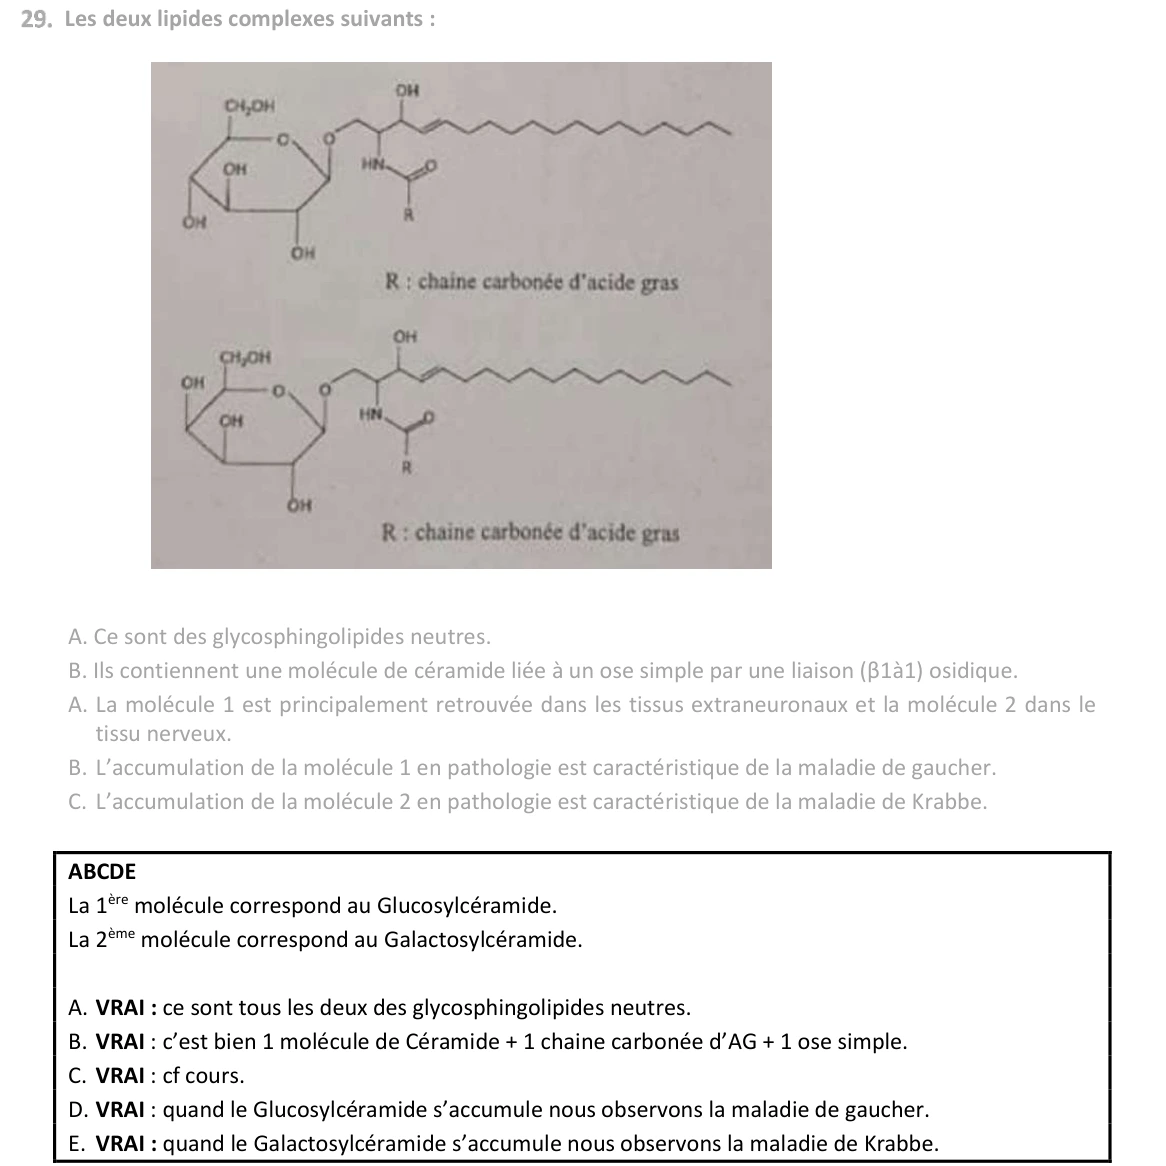 29. Les deux lipides complexes suivants :
CH₂OH
OH
O
O
OH
HN
O
OH
R
OH
R : chaine carbonée d'acide gras
OH
CH₂OH
OH
O
O
OH
HN
O
R
OH
R : chaine carbonée d'acide gras
A. Ce sont des glycosphingolipides neutres.
B. Ils contiennent une molécule de céramide liée à un ose simple par une liaison (β1à1) osidique.
A. La molécule 1 est principalement retrouvée dans les tissus extraneuronaux et la molécule 2 dans le
tissu nerveux.
B. L'accumulation de la molécule 1 en pathologie est caractéristique de la maladie de gaucher.
C. L'accumulation de la molécule 2 en pathologie est caractéristique de la maladie de Krabbe.
ABCDE
La 1ère molécule correspond au Glucosylcéramide.
La 2ème molécule correspond au Galactosylcéramide.
A. VRAI : ce sont tous les deux des glycosphingolipides neutres.
B. VRAI : c'est bien 1 molécule de Céramide + 1 chaine carbonée d'AG + 1 ose simple.
C. VRAI : cf cours.
D. VRAI : quand le Glucosylcéramide s'accumule nous observons la maladie de gaucher.
E. VRAI : quand le Galactosylcéramide s'accumule nous observons la maladie de Krabbe.